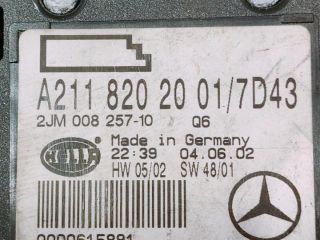 A211 820 20 01/7D43
2JM 008 257-10 Q6
Made in Germany
HELLA
22:39 04.06.02
HW 05/02 SW 48/01
0000615891